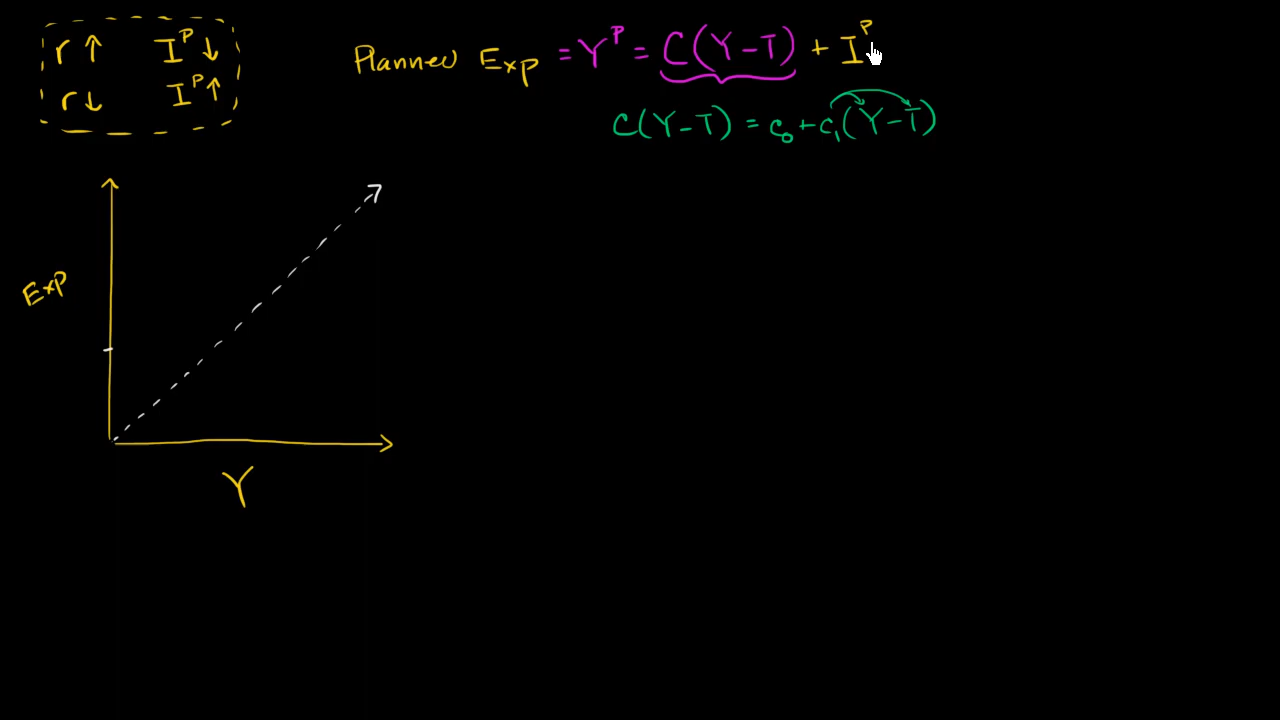 r ↑ I^P ↓
r ↓ I^P ↑
Planned Exp = Y^P = C(Y-T) + I^P
C(Y-T) = c₀ + c₁(Y-T)
Exp
Y